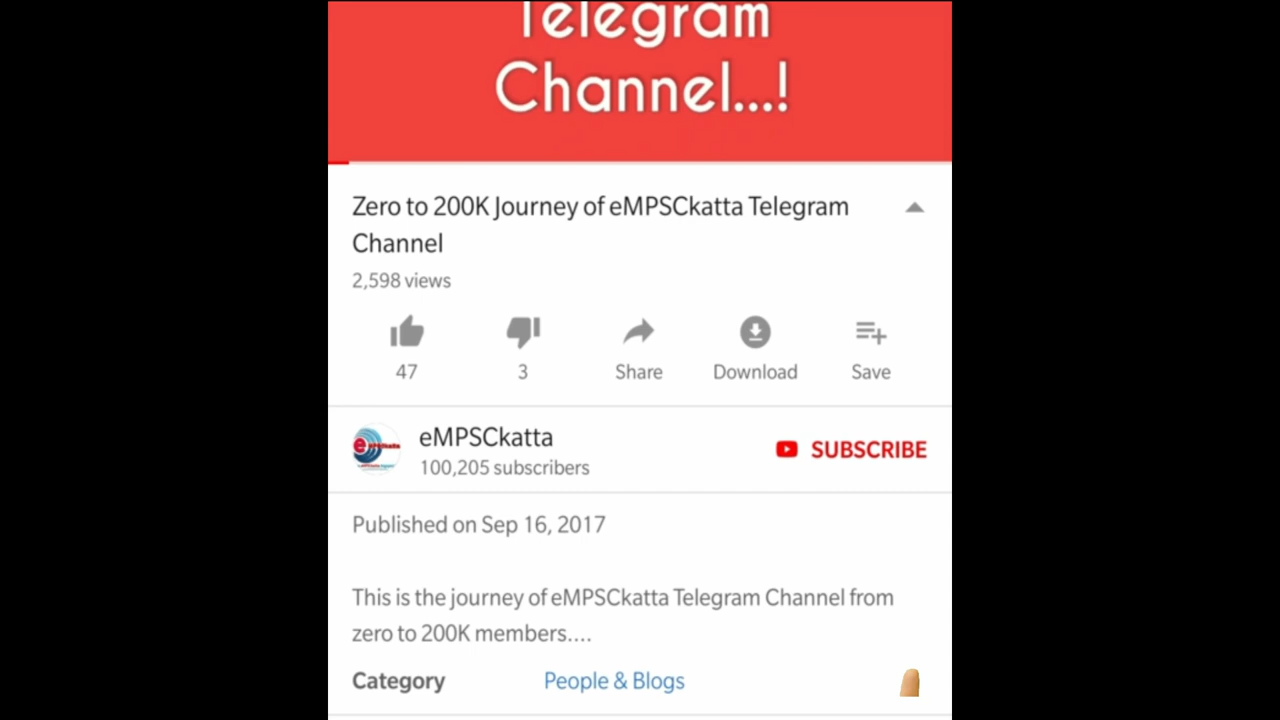 Telegram
Channel...!
Zero to 200K Journey of eMPSCkatta Telegram
Channel
2,598 views
47
3
Share
Download
Save
eMPSCkatta
100,205 subscribers
SUBSCRIBE
Published on Sep 16, 2017
This is the journey of eMPSCkatta Telegram Channel from
zero to 200K members....
Category
People & Blogs